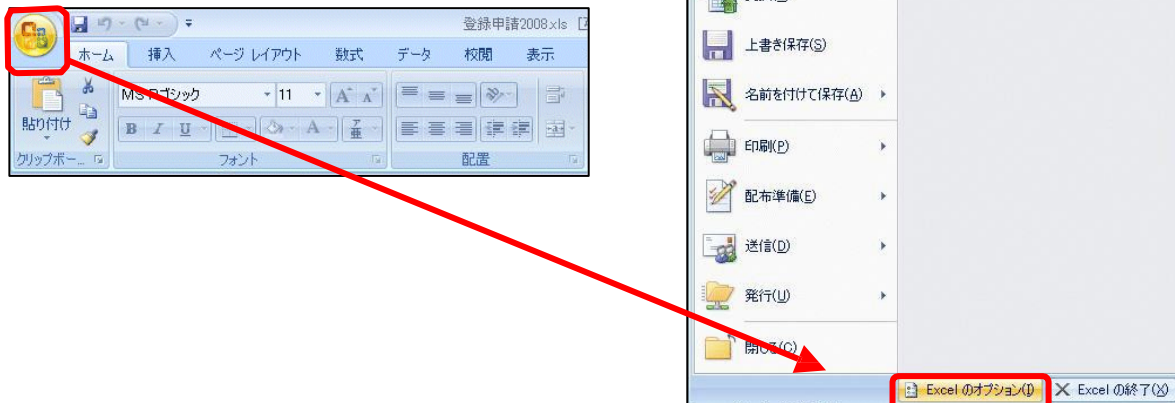 登録申請2008.xls
ホーム 挿入 ページ レイアウト 数式 データ 校閲 表示
MS Pゴシック 11 A A
貼り付け
B I U A ア亜
クリップボー... フォント 配置
上書き保存(S)
名前を付けて保存(A)
印刷(P)
配布準備(E)
送信(D)
発行(U)
閉じる(C)
Excel のオプション(I) Excel の終了(X)